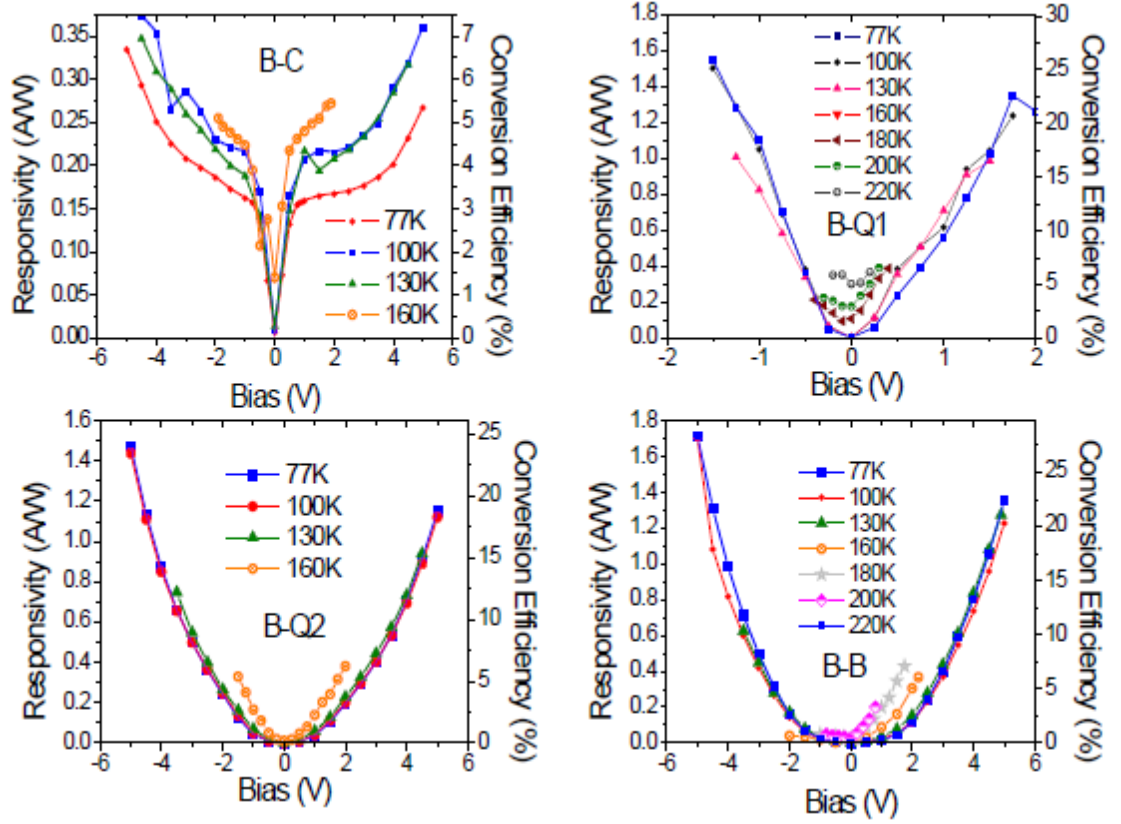 B-C
Responsivity (A/W)
0.35
0.30
0.25
0.20
0.15
0.10
0.05
0.00
7
6
5
4
3
2
1
0
Conversion Efficiency (%)
77K
100K
130K
160K
-6 -4 -2 0 2 4 6
Bias (V)
B-Q1
Responsivity (A/W)
1.8
1.6
1.4
1.2
1.0
0.8
0.6
0.4
0.2
0.0
30
25
20
15
10
5
0
Conversion Efficiency (%)
77K
100K
130K
160K
180K
200K
220K
-1 0 1 2
Bias (V)
B-Q2
Responsivity (A/W)
1.6
1.4
1.2
1.0
0.8
0.6
0.4
0.2
0.0
25
20
15
10
5
0
Conversion Efficiency (%)
77K
100K
130K
160K
-6 -4 -2 0 2 4 6
Bias (V)
B-B
Responsivity (A/W)
1.8
1.6
1.4
1.2
1.0
0.8
0.6
0.4
0.2
0.0
25
20
15
10
5
0
Conversion Efficiency (%)
77K
100K
130K
160K
180K
200K
220K
-6 -4 -2 0 2 4 6
Bias (V)